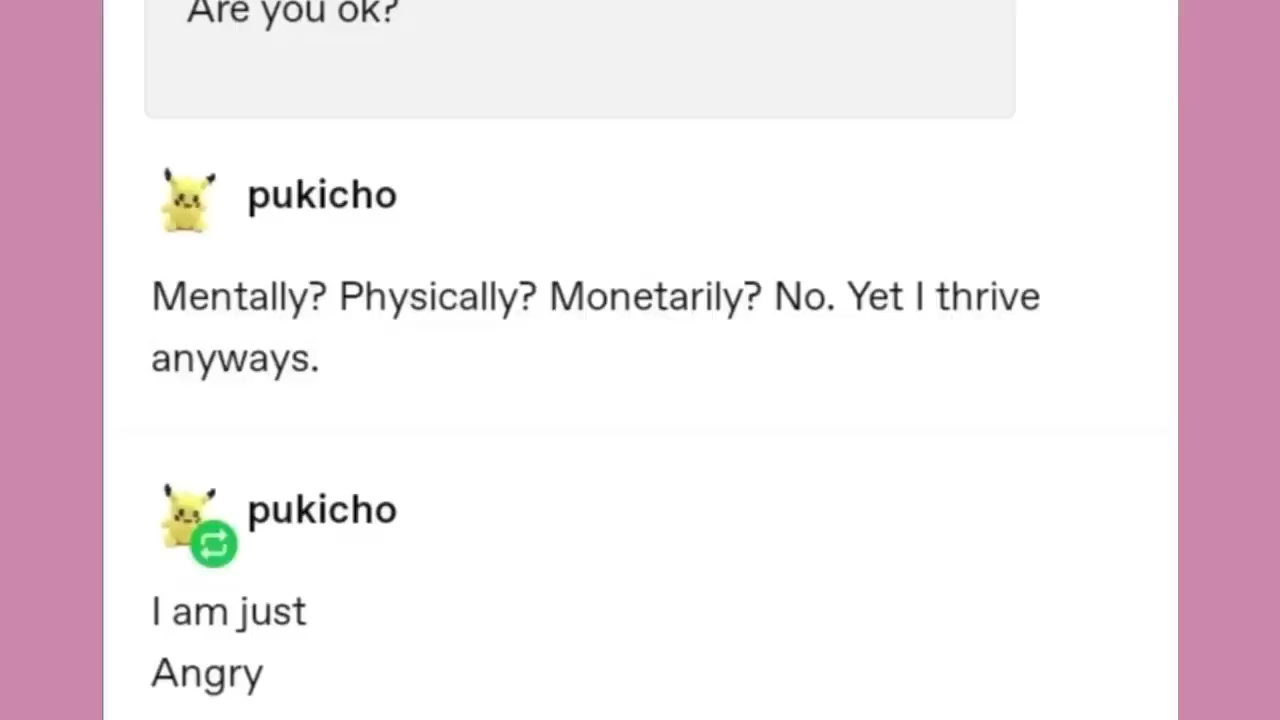 Are you ok?
pukicho
Mentally? Physically? Monetarily? No. Yet I thrive
anyways.
pukicho
I am just
Angry